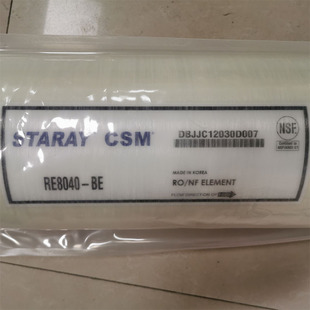 STARAY CSM
DBJJC12030D007
NSF
RE8040-BE
MADE IN KOREA
RO/NF ELEMENT